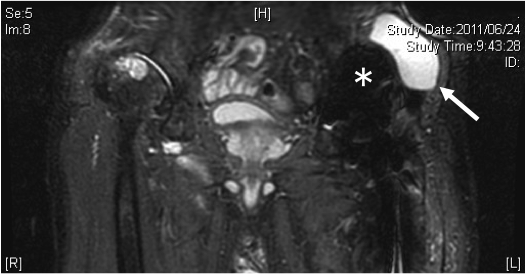 Se:5
Im:8
[H]
Study Date:2011/06/24
Study Time:9:43:28
ID:
*
[R]
[L]